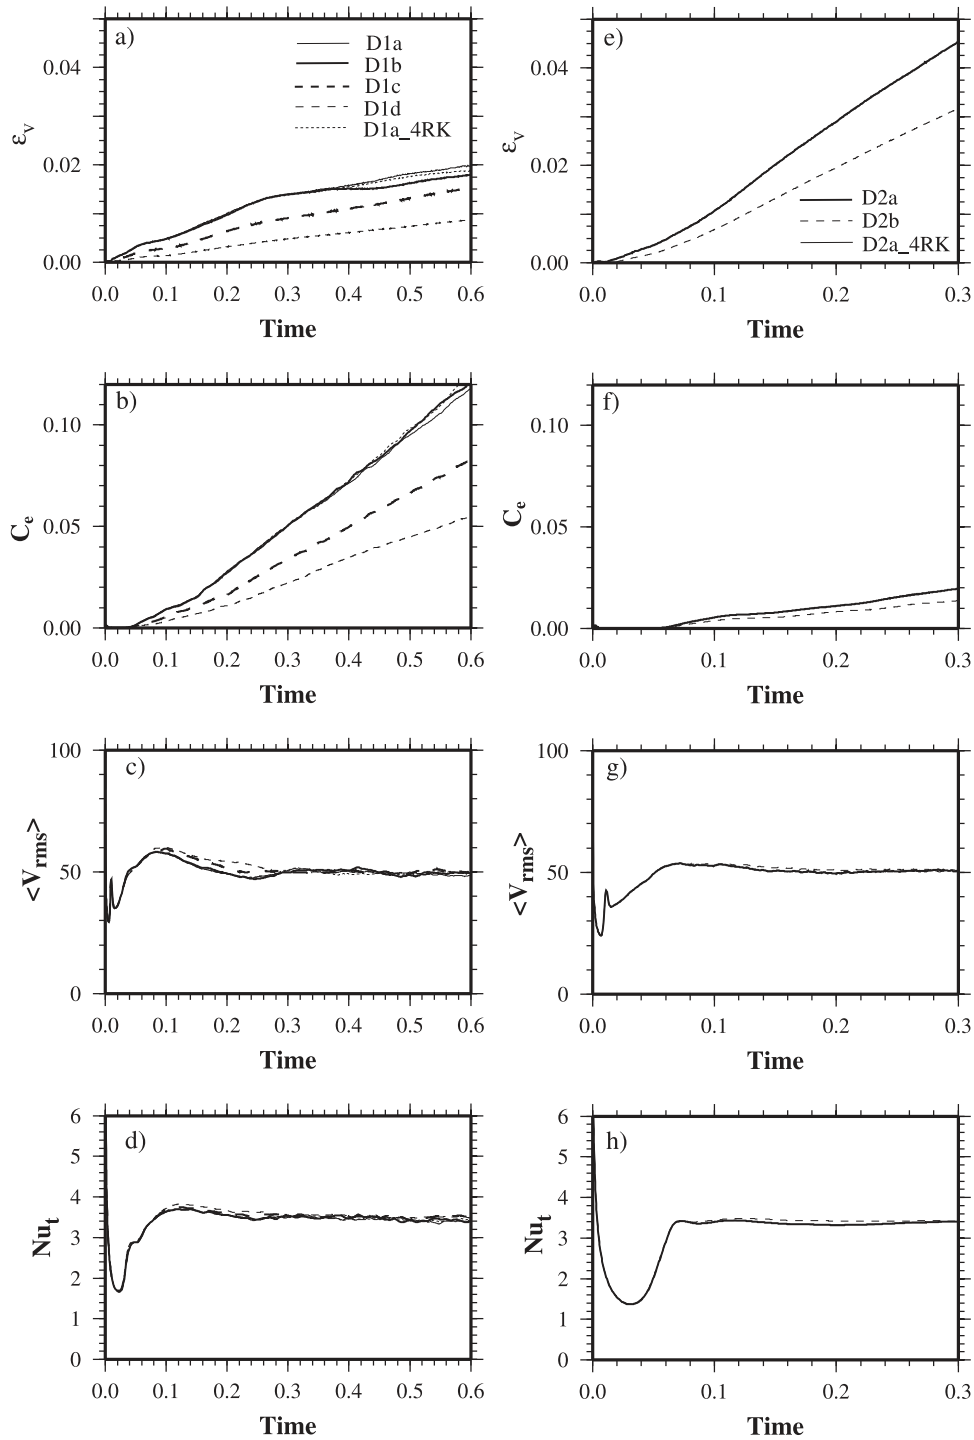 a)
D1a
D1b
D1c
D1d
D1a_4RK
0.04
0.02
0.00
εV
0.0 0.1 0.2 0.3 0.4 0.5 0.6
Time
e)
D2a
D2b
D2a_4RK
0.04
0.02
0.00
εV
0.0 0.1 0.2 0.3
Time
b)
0.10
0.05
0.00
Ce
0.0 0.1 0.2 0.3 0.4 0.5 0.6
Time
f)
0.10
0.05
0.00
Ce
0.0 0.1 0.2 0.3
Time
c)
100
50
0
<Vrms>
0.0 0.1 0.2 0.3 0.4 0.5 0.6
Time
g)
100
50
0
<Vrms>
0.0 0.1 0.2 0.3
Time
d)
6
5
4
3
2
1
0
Nut
0.0 0.1 0.2 0.3 0.4 0.5 0.6
Time
h)
6
5
4
3
2
1
0
Nut
0.0 0.1 0.2 0.3
Time